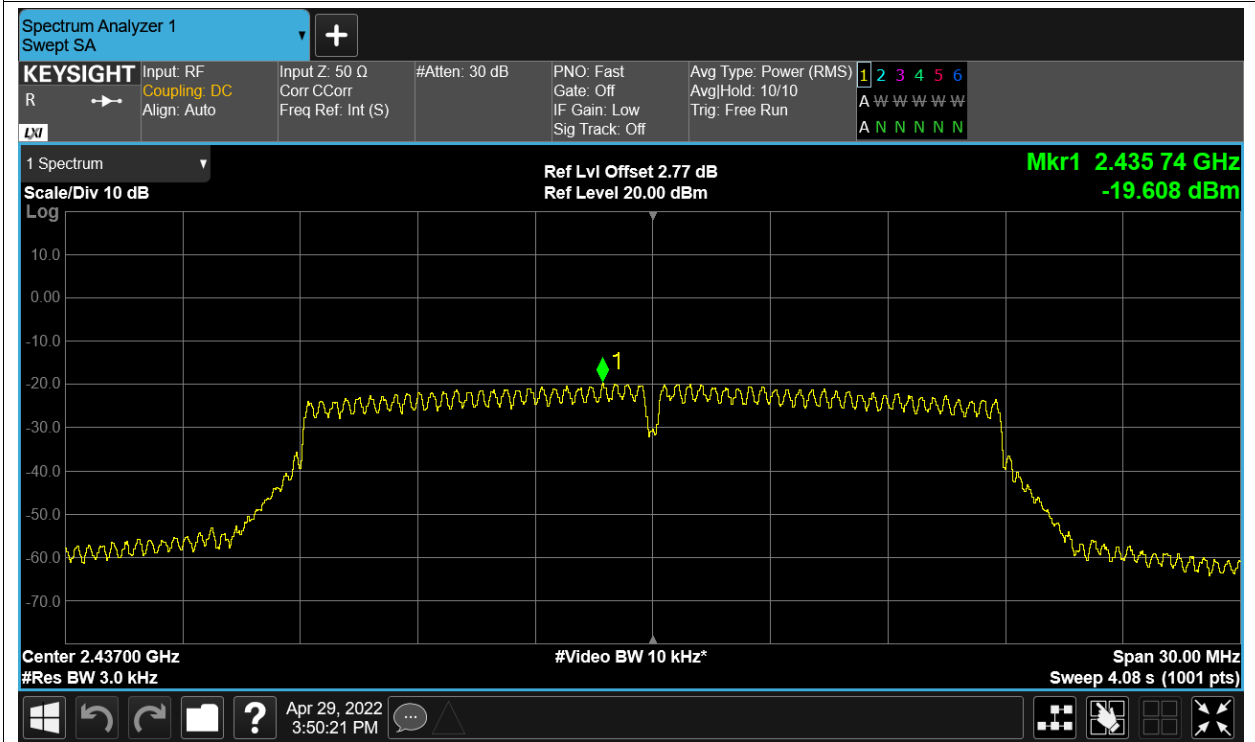 Spectrum Analyzer 1
Swept SA
KEYSIGHT
R
LXI
Input: RF
Coupling: DC
Align: Auto
Input Z: 50 Ω
Corr CCorr
Freq Ref: Int (S)
#Atten: 30 dB
PNO: Fast
Gate: Off
IF Gain: Low
Sig Track: Off
Avg Type: Power (RMS)
Avg|Hold: 10/10
Trig: Free Run
1 2 3 4 5 6
A W W W W W
A N N N N N
1 Spectrum
Scale/Div 10 dB
Log
Ref Lvl Offset 2.77 dB
Ref Level 20.00 dBm
Mkr1 2.435 74 GHz
-19.608 dBm
10.0
0.00
-10.0
1
-20.0
-30.0
-40.0
-50.0
-60.0
-70.0
Center 2.43700 GHz
#Res BW 3.0 kHz
#Video BW 10 kHz*
Span 30.00 MHz
Sweep 4.08 s (1001 pts)
?
Apr 29, 2022
3:50:21 PM